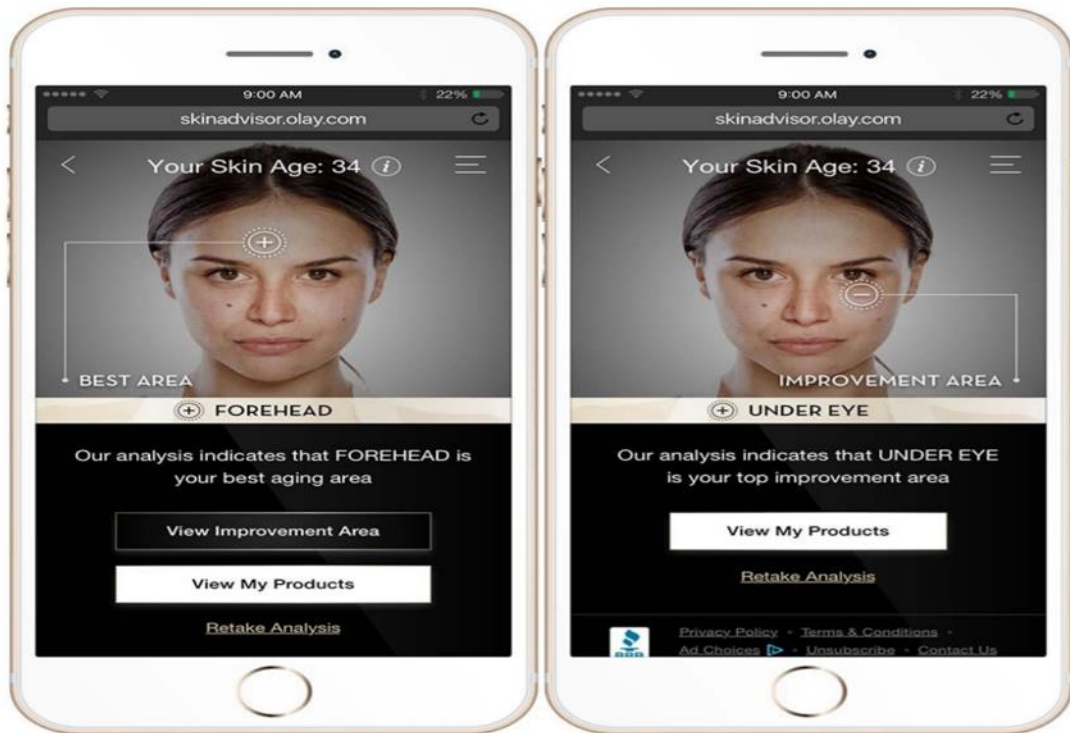 9:00 AM 22%
skinadvisor.olay.com
Your Skin Age: 34 i
BEST AREA
FOREHEAD
Our analysis indicates that FOREHEAD is
your best aging area
View Improvement Area
View My Products
Retake Analysis
9:00 AM 22%
skinadvisor.olay.com
Your Skin Age: 34 i
IMPROVEMENT AREA
UNDER EYE
Our analysis indicates that UNDER EYE
is your top improvement area
View My Products
Retake Analysis
Privacy Policy - Terms & Conditions -
Ad Choices - Unsubscribe - Contact Us